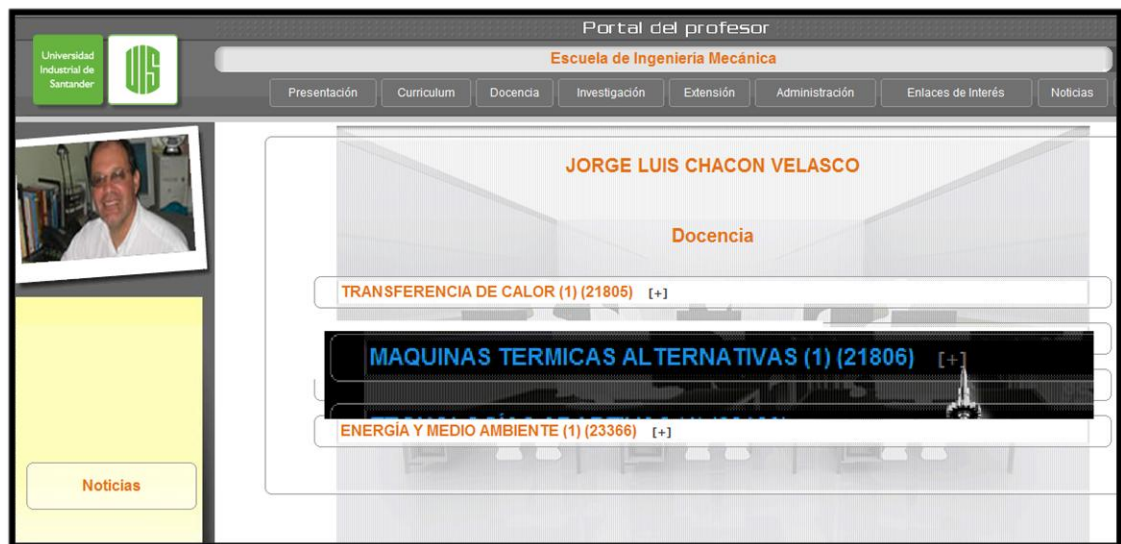 Portal del profesor
Universidad
Industrial de
Santander
UIS
Escuela de Ingenieria Mecánica
Presentación Curriculum Docencia Investigación Extensión Administración Enlaces de Interés Noticias
JORGE LUIS CHACON VELASCO
Docencia
TRANSFERENCIA DE CALOR (1) (21805) [+]
MAQUINAS TERMICAS ALTERNATIVAS (1) (21806) [+]
ENERGÍA Y MEDIO AMBIENTE (1) (23366) [+]
Noticias